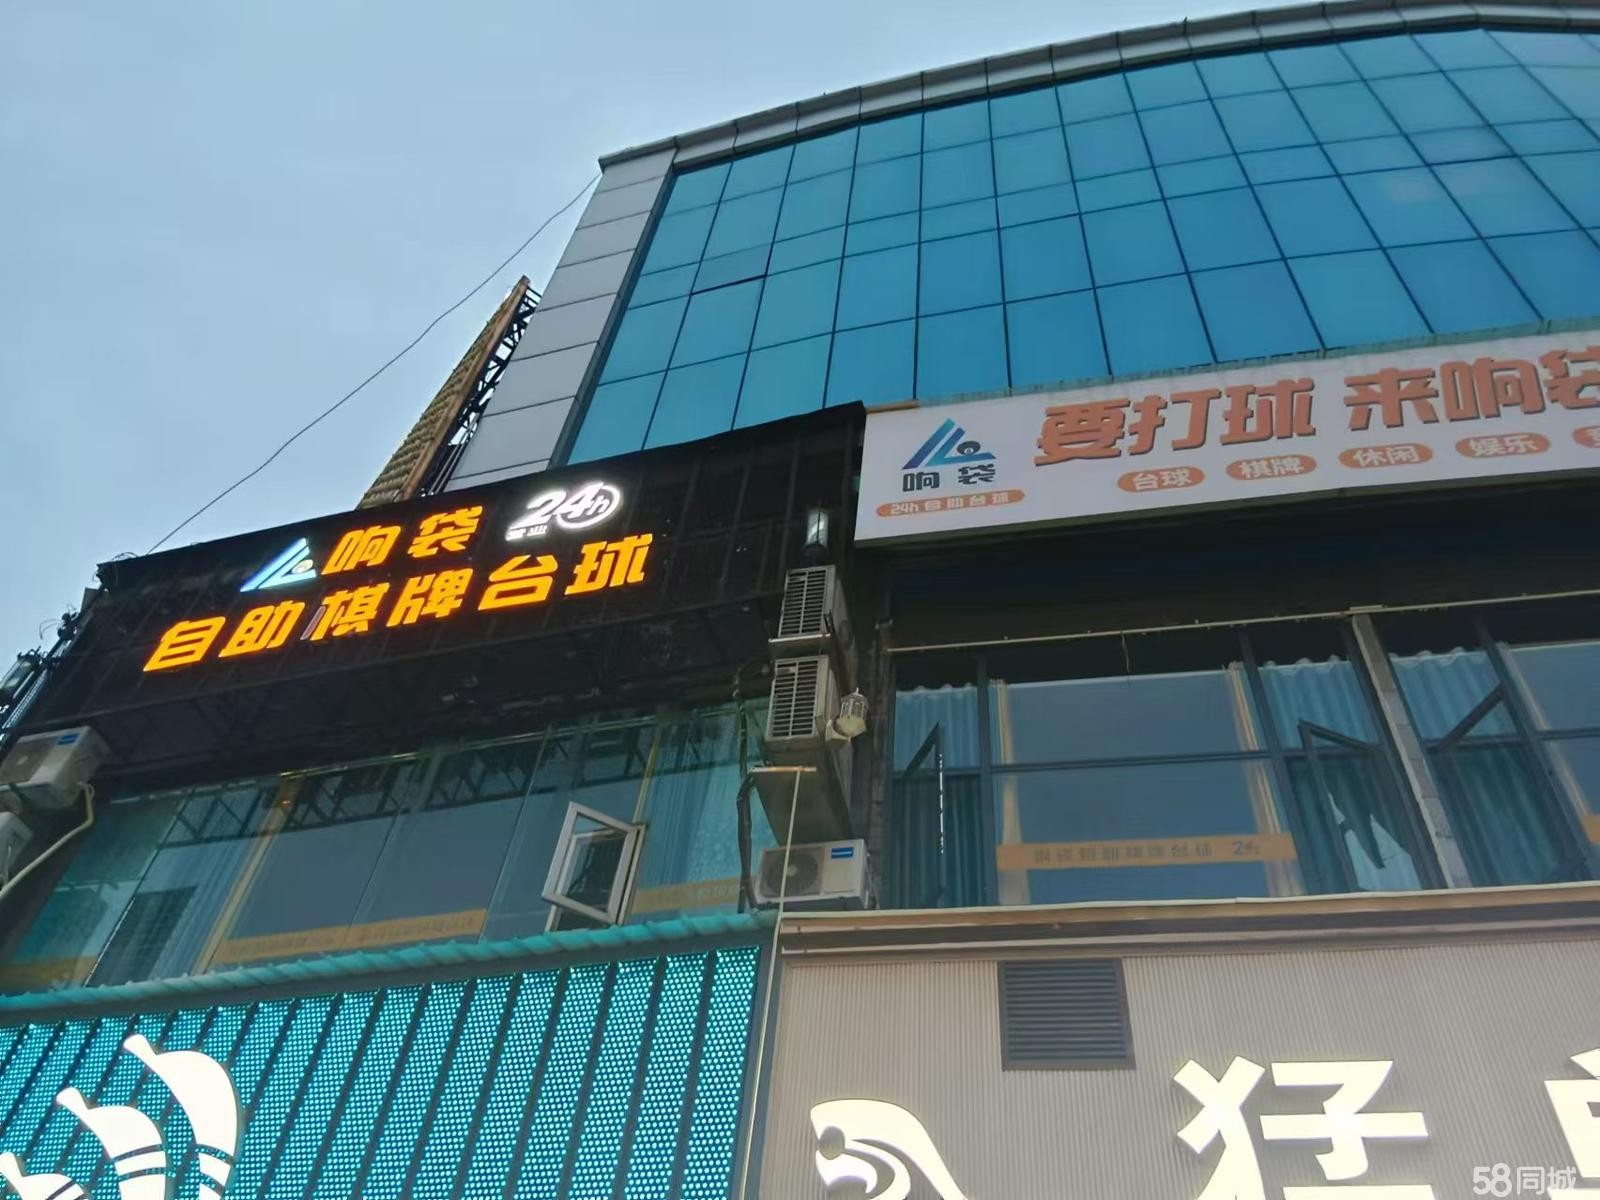 响袋 24h
营业
自助棋牌台球
响袋
24h自助台球
要打球 来响袋
台球 棋牌 休闲 娱乐
响袋自助棋牌台球 24h
猛
58同城